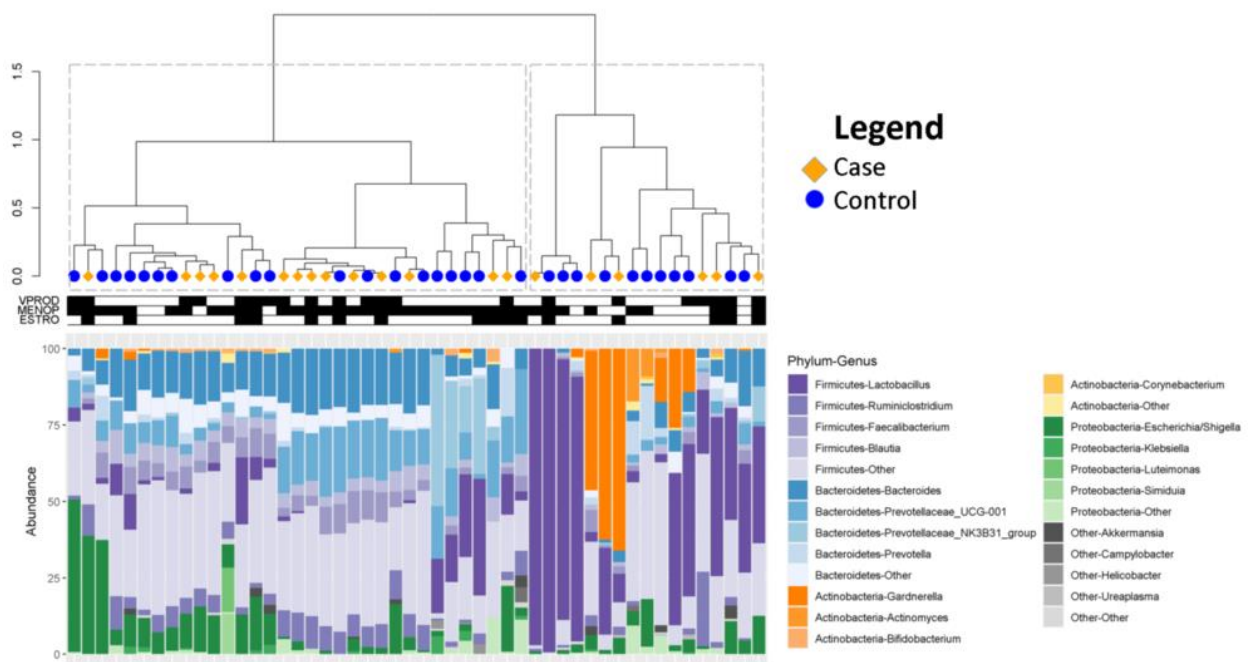 1.5
1.0
0.5
0.0
Legend
Case
Control
VPROD
MENOP
ESTRO
100
75
50
25
0
Abundance
Phylum-Genus
Firmicutes-Lactobacillus
Firmicutes-Ruminiclostridium
Firmicutes-Faecalibacterium
Firmicutes-Blautia
Firmicutes-Other
Bacteroidetes-Bacteroides
Bacteroidetes-Prevotellaceae_UCG-001
Bacteroidetes-Prevotellaceae_NK3B31_group
Bacteroidetes-Prevotella
Bacteroidetes-Other
Actinobacteria-Gardnerella
Actinobacteria-Actinomyces
Actinobacteria-Bifidobacterium
Actinobacteria-Corynebacterium
Actinobacteria-Other
Proteobacteria-Escherichia/Shigella
Proteobacteria-Klebsiella
Proteobacteria-Luteimonas
Proteobacteria-Simiduia
Proteobacteria-Other
Other-Akkermansia
Other-Campylobacter
Other-Helicobacter
Other-Ureaplasma
Other-Other